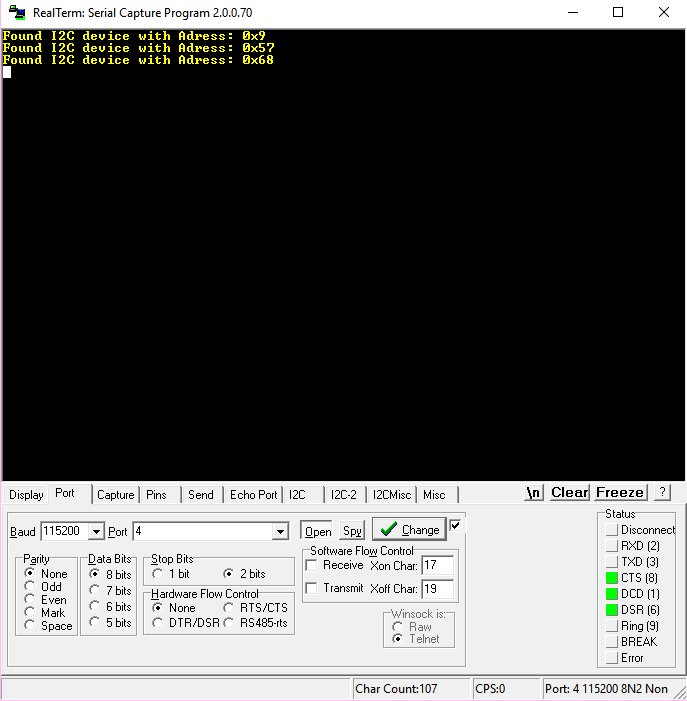 RealTerm: Serial Capture Program 2.0.0.70
Found I2C device with Adress: 0x9
Found I2C device with Adress: 0x57
Found I2C device with Adress: 0x68
Display Port Capture Pins Send Echo Port I2C I2C-2 I2CMisc Misc \n Clear Freeze ?
Baud 115200 Port 4 Open Spy Change
Parity
None
Odd
Even
Mark
Space
Data Bits
8 bits
7 bits
6 bits
5 bits
Stop Bits
1 bit 2 bits
Hardware Flow Control
None RTS/CTS
DTR/DSR RS485-rts
Software Flow Control
Receive Xon Char: 17
Transmit Xoff Char: 19
Winsock is:
Raw
Telnet
Status
Disconnect
RXD (2)
TXD (3)
CTS (8)
DCD (1)
DSR (6)
Ring (9)
BREAK
Error
Char Count:107 CPS:0 Port: 4 115200 8N2 Non